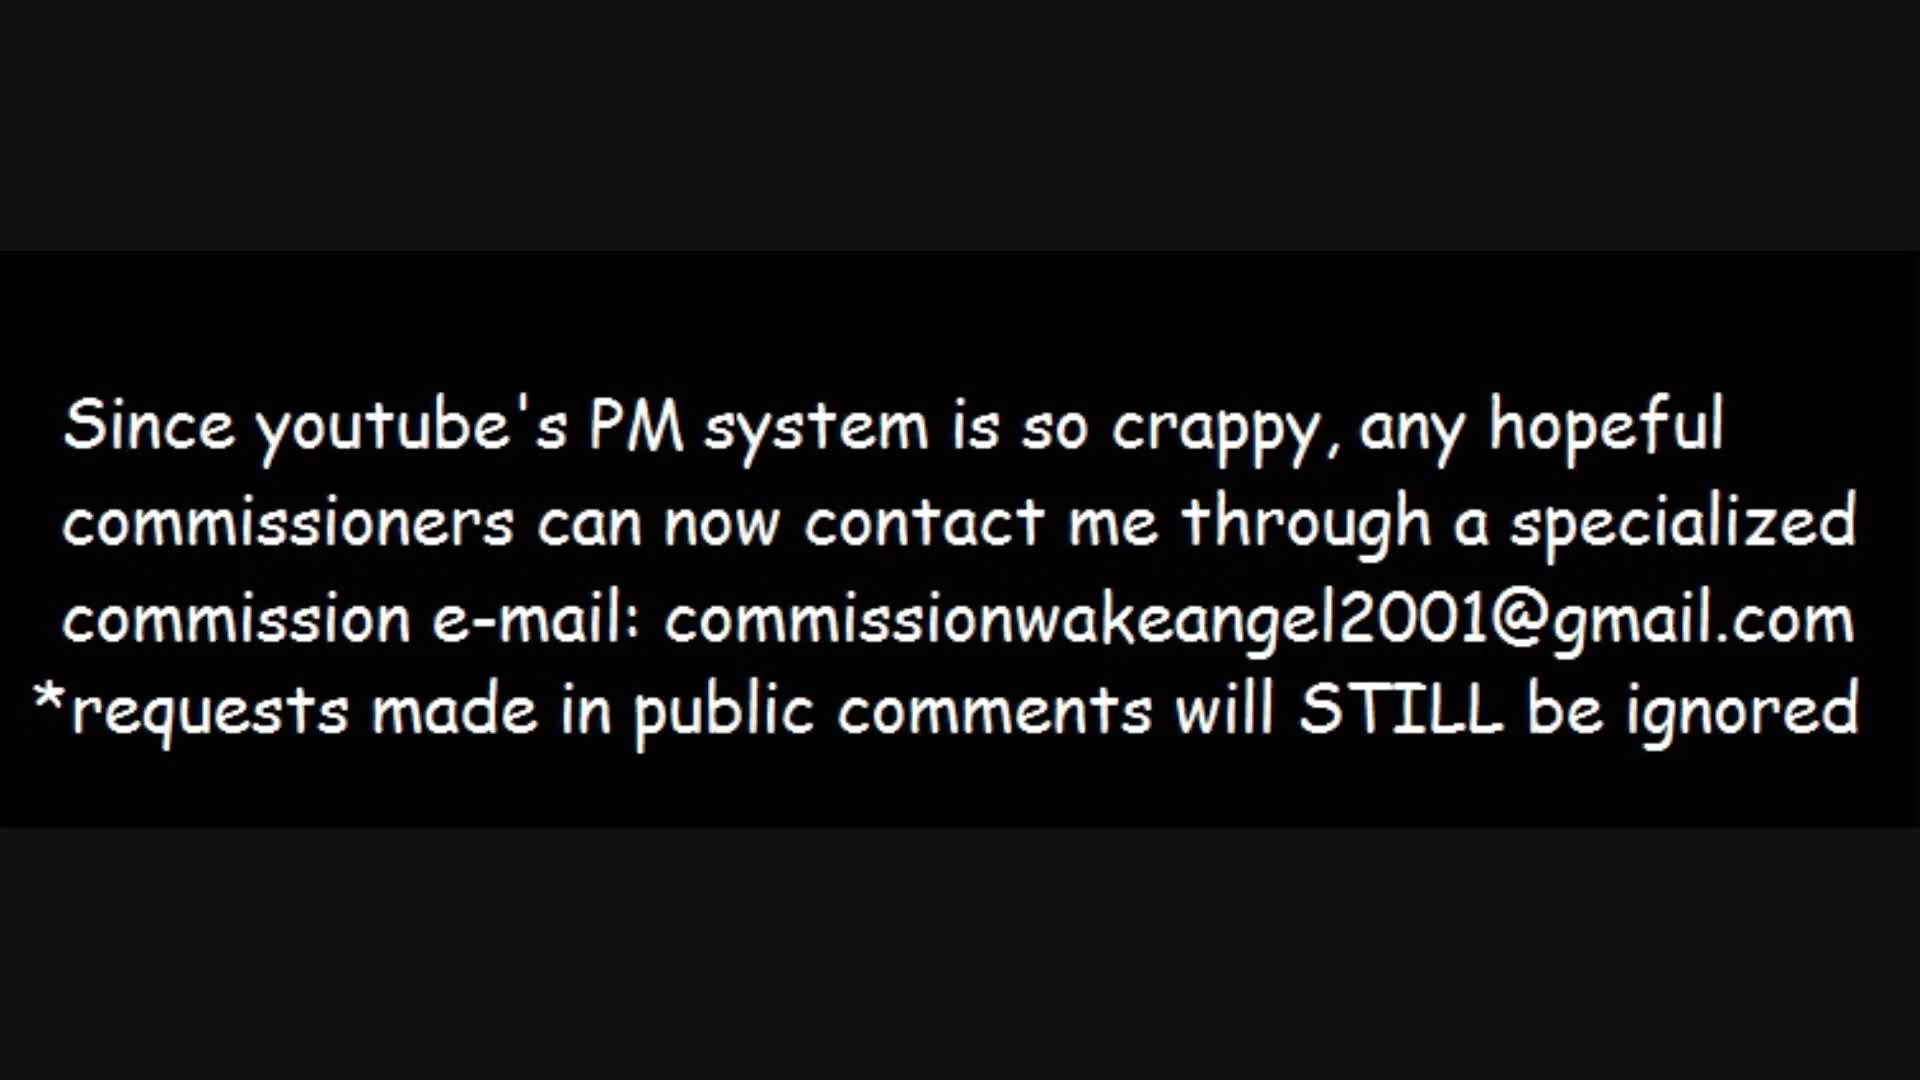 Since youtube's PM system is so crappy, any hopeful
commissioners can now contact me through a specialized
commission e-mail: commissionwakeangel2001@gmail.com
*requests made in public comments will STILL be ignored